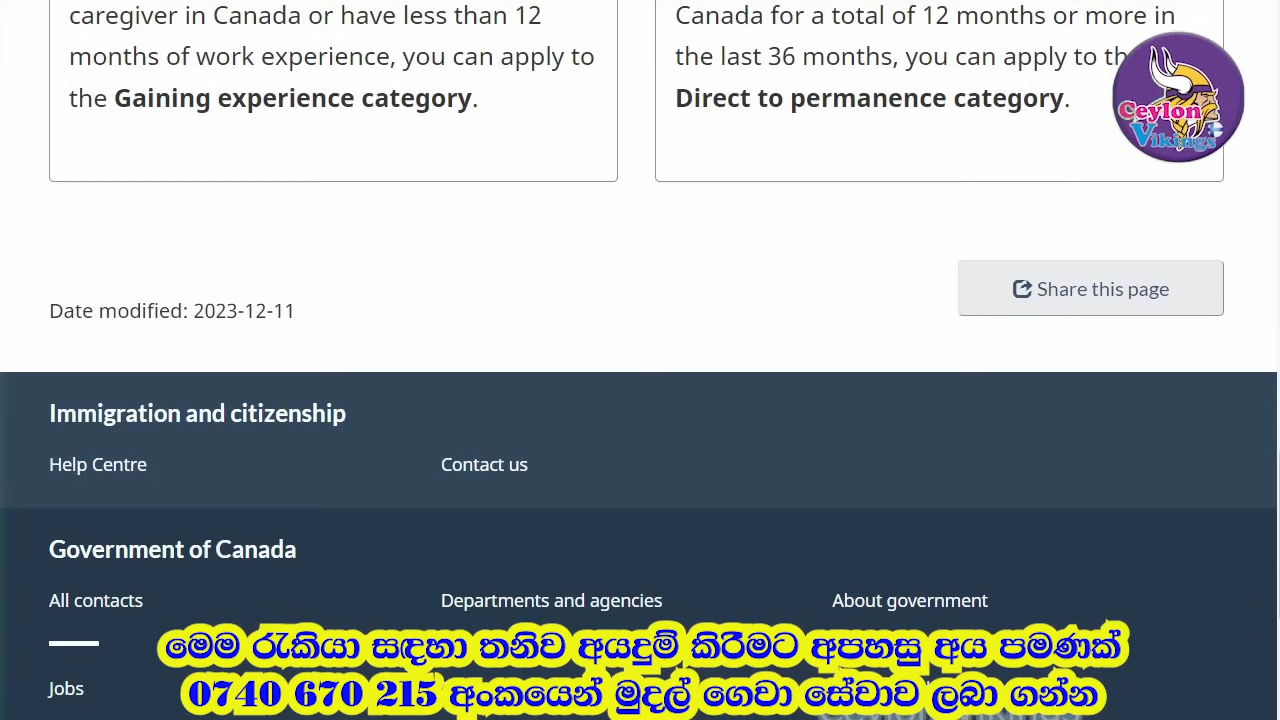 caregiver in Canada or have less than 12
months of work experience, you can apply to
the Gaining experience category.
Canada for a total of 12 months or more in
the last 36 months, you can apply to
Direct to permanence category.
Ceylon
Vikings
Date modified: 2023-12-11
Share this page
Immigration and citizenship
Help Centre
Contact us
Government of Canada
All contacts
Departments and agencies
About government
Jobs
මෙම රැකියා සඳහා තනිව අයදුම් කිරීමට අපහසු අය පමණක්
0740 670 215 අංකයෙන් මුදල් ගෙවා සේවාව ලබා ගන්න